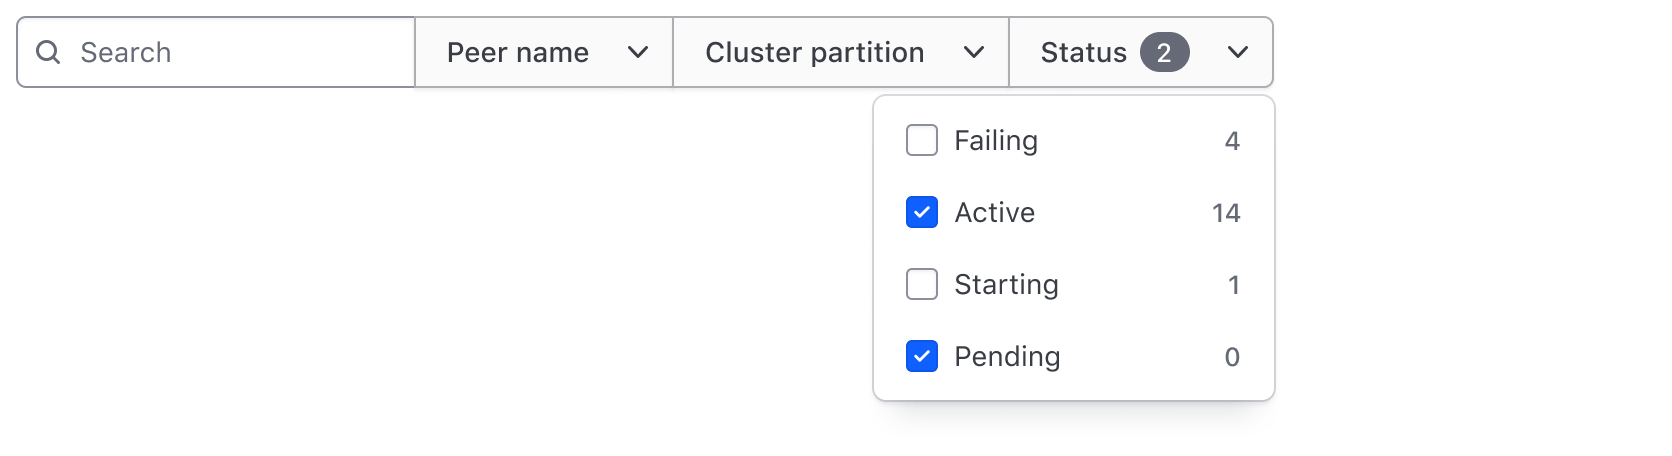 Search Peer name Cluster partition Status 2
Failing 4
Active 14
Starting 1
Pending 0